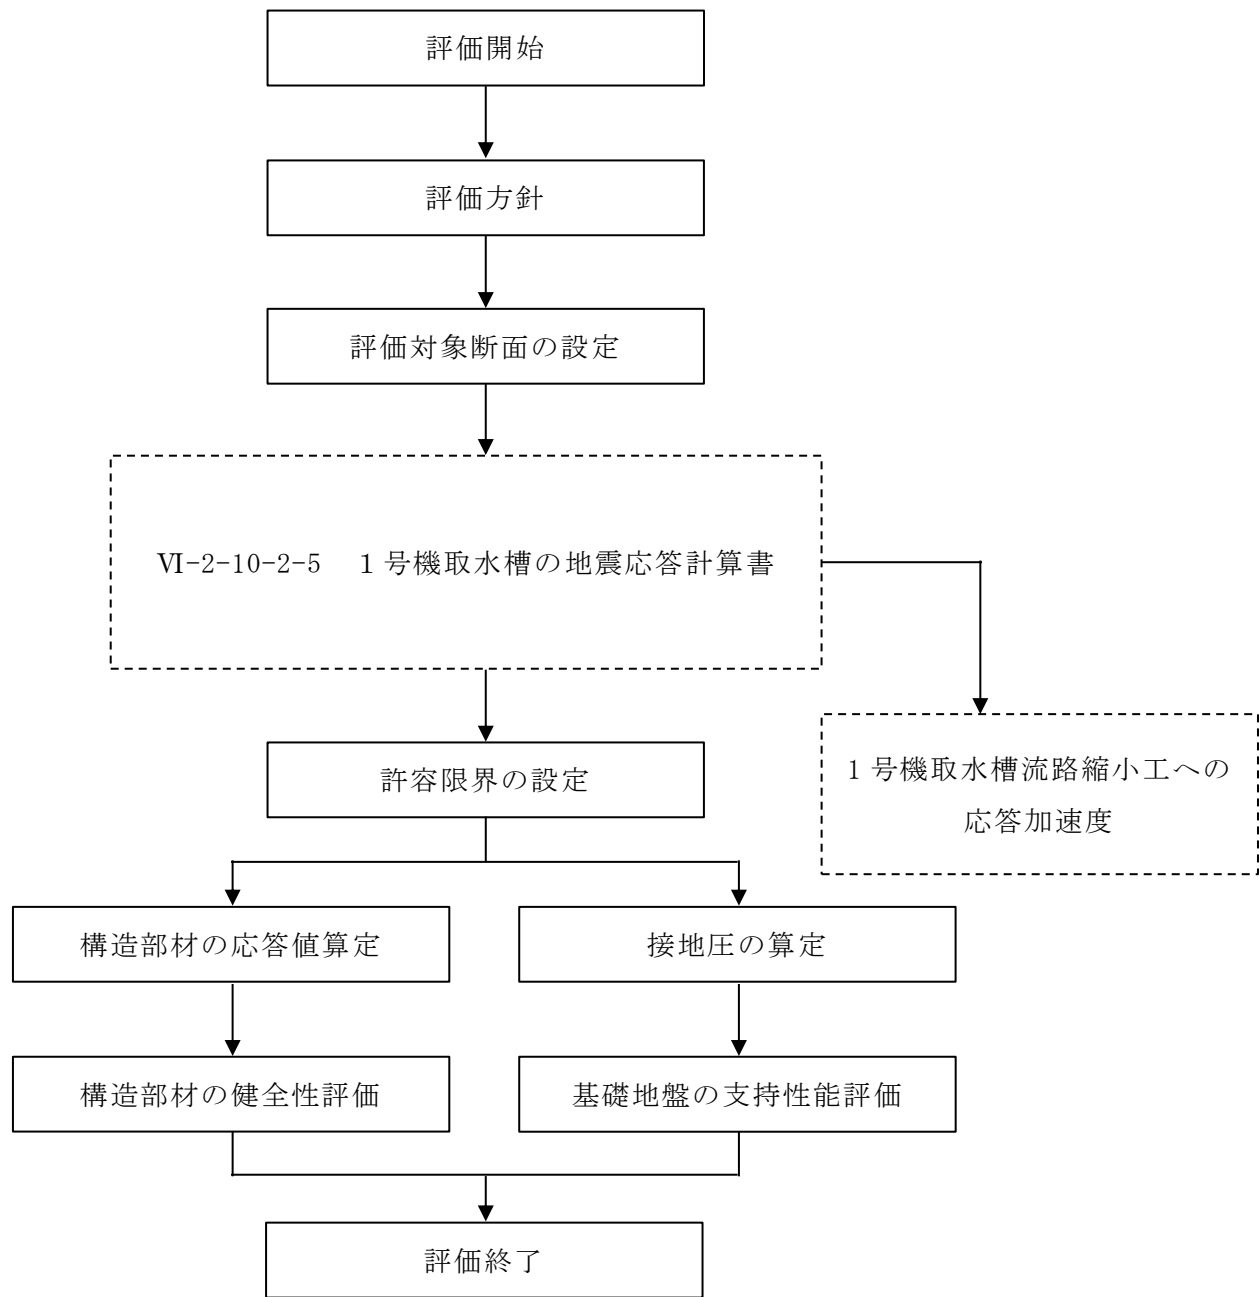 評価開始
評価方針
評価対象断面の設定
Ⅵ-2-10-2-5　１号機取水槽の地震応答計算書
許容限界の設定
１号機取水槽流路縮小工への
応答加速度
構造部材の応答値算定
接地圧の算定
構造部材の健全性評価
基礎地盤の支持性能評価
評価終了